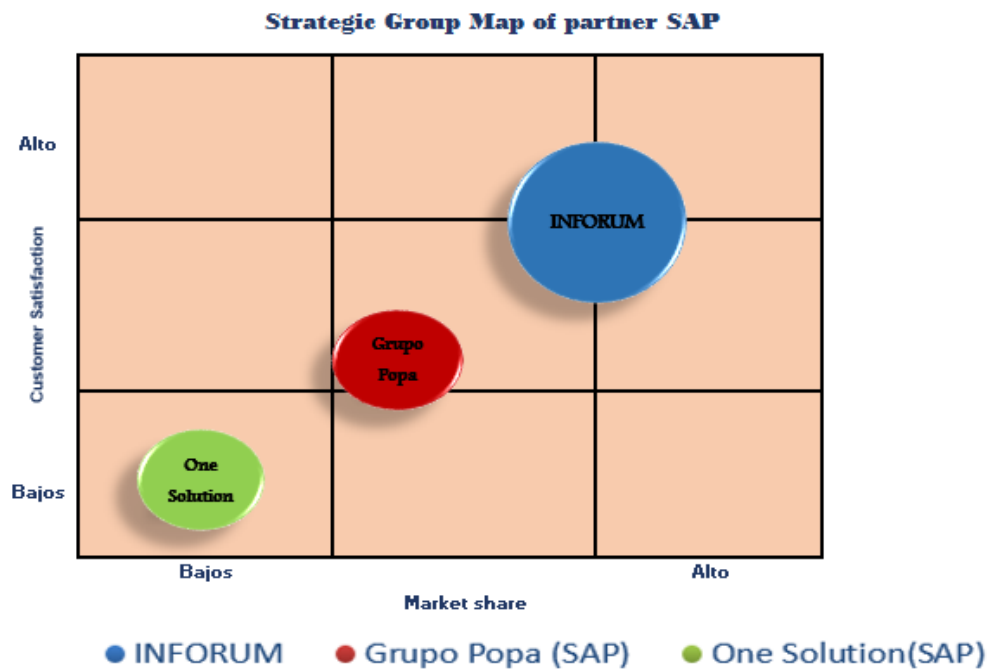 Strategic Group Map of partner SAP
Alto
Customer Satisfaction
INFORUM
Grupo
Popa
One
Solution
Bajos
Bajos
Alto
Market share
INFORUM
Grupo Popa (SAP)
One Solution(SAP)